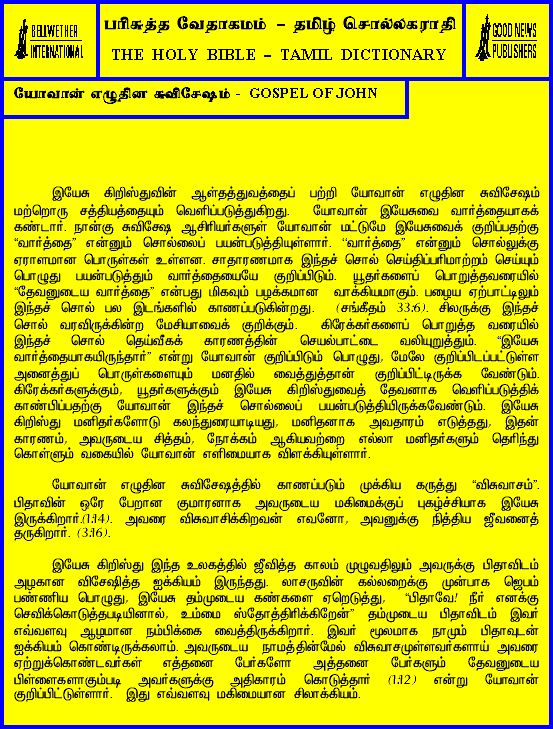 BELLWETHER
INTERNATIONAL
பரிசுத்த வேதாகமம் – தமிழ் சொல்லகராதி
THE HOLY BIBLE – TAMIL DICTIONARY
GOOD NEWS
PUBLISHERS
யோவான் எழுதின சுவிசேஷம் - GOSPEL OF JOHN
இயேசு கிறிஸ்துவின் ஆள்தத்துவத்தைப் பற்றி யோவான் எழுதின சுவிசேஷம்
மற்றொரு சத்தியத்தையும் வெளிப்படுத்துகிறது. யோவான் இயேசுவை வார்த்தையாகக்
கண்டார். நான்கு சுவிசேஷ ஆசிரியர்களுள் யோவான் மட்டுமே இயேசுவைக் குறிப்பதற்கு
“வார்த்தை” என்னும் சொல்லைப் பயன்படுத்தியுள்ளார். “வார்த்தை” என்னும் சொல்லுக்கு
ஏராளமான பொருள்கள் உள்ளன. சாதாரணமாக இந்தச் சொல் செய்திப்பரிமாற்றம் செய்யும்
பொழுது பயன்படுத்தும் வார்த்தையையே குறிப்பிடும். யூதர்களைப் பொறுத்தவரையில்
“தேவனுடைய வார்த்தை” என்பது மிகவும் பழக்கமான வாக்கியமாகும். பழைய ஏற்பாட்டிலும்
இந்தச் சொல் பல இடங்களில் காணப்படுகின்றது. (சங்கீதம் 33:6). சிலருக்கு இந்தச்
சொல் வரவிருக்கின்ற மேசியாவைக் குறிக்கும். கிரேக்கர்களைப் பொறுத்த வரையில்
இந்தச் சொல் தெய்வீகக் காரணத்தின் செயல்பாட்டை வலியுறுத்தும். “இயேசு
வார்த்தையாகயிருந்தார்” என்று யோவான் குறிப்பிடும் பொழுது, மேலே குறிப்பிடப்பட்டுள்ள
அனைத்துப் பொருள்களையும் மனதில் வைத்துத்தான் குறிப்பிட்டிருக்க வேண்டும்.
கிரேக்கர்களுக்கும், யூதர்களுக்கும் இயேசு கிறிஸ்துவைத் தேவனாக வெளிப்படுத்திக்
காண்பிப்பதற்கு யோவான் இந்தச் சொல்லைப் பயன்படுத்தியிருக்கவேண்டும். இயேசு
கிறிஸ்து மனிதர்களோடு கலந்துரையாடியது, மனிதனாக அவதாரம் எடுத்தது, இதன்
காரணம், அவருடைய சித்தம், நோக்கம் ஆகியவற்றை எல்லா மனிதர்களும் தெரிந்து
கொள்ளும் வகையில் யோவான் எளிமையாக விளக்கியுள்ளார்.
யோவான் எழுதின சுவிசேஷத்தில் காணப்படும் முக்கிய கருத்து “விசுவாசம்”.
பிதாவின் ஒரே பேறான குமாரனாக அவருடைய மகிமைக்குப் புகழ்ச்சியாக இயேசு
இருக்கிறார்.(1:14). அவரை விசுவாசிக்கிறவன் எவனோ, அவனுக்கு நித்திய ஜீவனைத்
தருகிறார். (3:16).
இயேசு கிறிஸ்து இந்த உலகத்தில் ஜீவித்த காலம் முழுவதிலும் அவருக்கு பிதாவிடம்
அழகான விசேஷித்த ஐக்கியம் இருந்தது. லாசருவின் கல்லறைக்கு முன்பாக ஜெபம்
பண்ணிய பொழுது, இயேசு தம்முடைய கண்களை ஏறெடுத்து, “பிதாவே! நீர் எனக்கு
செவிக்கொடுத்தபடியினால், உம்மை ஸ்தோத்திரிக்கிறேன்” தம்முடைய பிதாவிடம் இவர்
எவ்வளவு ஆழமான நம்பிக்கை வைத்திருக்கிறார். இவர் மூலமாக நாமும் பிதாவுடன்
ஐக்கியம் கொண்டிருக்கலாம். அவருடைய நாமத்தின்மேல் விசுவாசமுள்ளவர்களாய் அவரை
ஏற்றுக்கொண்டவர்கள் எத்தனை பேர்களோ அத்தனை பேர்களும் தேவனுடைய
பிள்ளைகளாகும்படி அவர்களுக்கு அதிகாரம் கொடுத்தார் (1:12) என்று யோவான்
குறிப்பிட்டுள்ளார். இது எவ்வளவு மகிமையான சிலாக்கியம்.